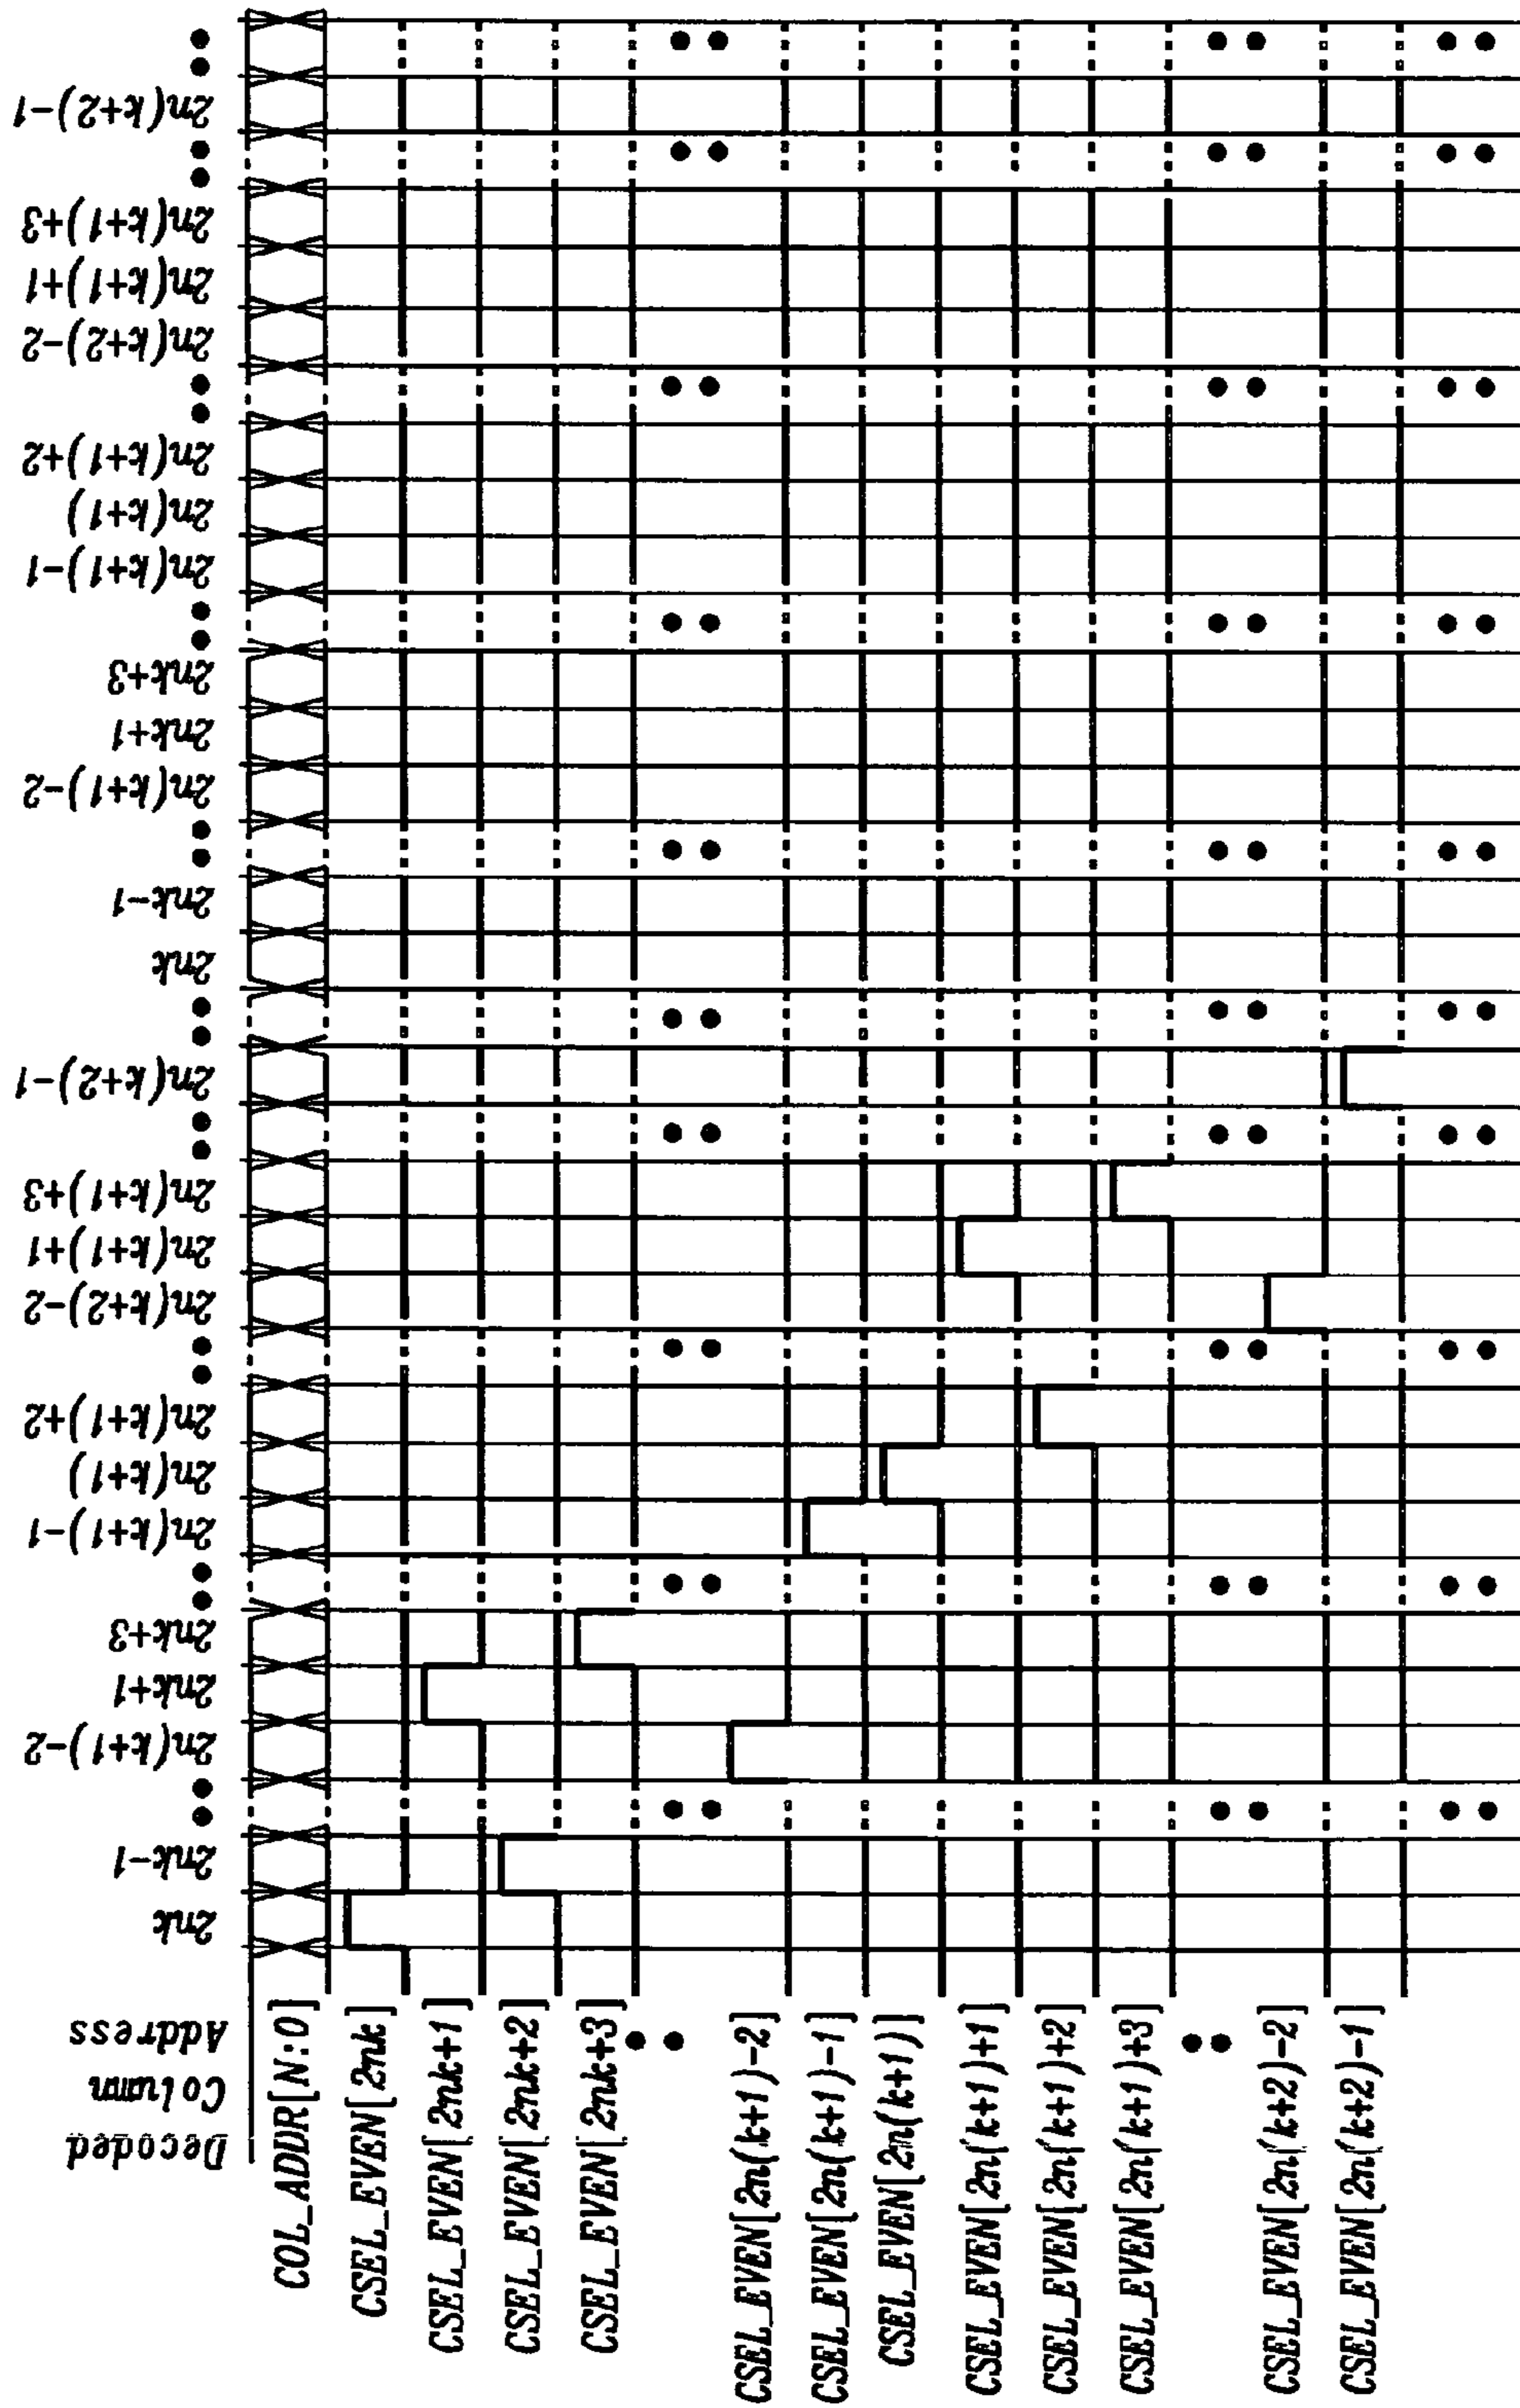 Decoded
Column
Address
2nk
2nk-1
2n(k+1)-2
2nk+1
2nk+3
2n(k+1)-1
2n(k+1)
2n(k+1)+2
2n(k+2)-2
2n(k+1)+1
2n(k+1)+3
2n(k+2)-1
2nk
2nk-1
2n(k+1)-2
2nk+1
2nk+3
2n(k+1)-1
2n(k+1)
2n(k+1)+2
2n(k+2)-2
2n(k+1)+1
2n(k+1)+3
2n(k+2)-1
COL_ADDR[N:0]
CSEL_EVEN[2nk]
CSEL_EVEN[2nk+1]
CSEL_EVEN[2nk+2]
CSEL_EVEN[2nk+3]
CSEL_EVEN[2n(k+1)-2]
CSEL_EVEN[2n(k+1)-1]
CSEL_EVEN[2n(k+1)]
CSEL_EVEN[2n(k+1)+1]
CSEL_EVEN[2n(k+1)+2]
CSEL_EVEN[2n(k+1)+3]
CSEL_EVEN[2n(k+2)-2]
CSEL_EVEN[2n(k+2)-1]